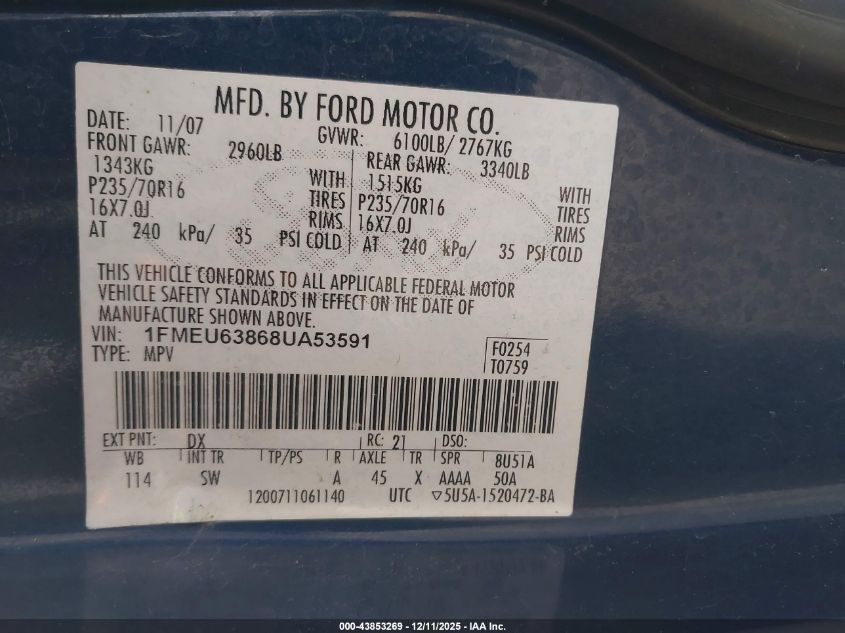 MFD. BY FORD MOTOR CO.
DATE: 11/07 GVWR: 6100LB/ 2767KG
FRONT GAWR: 2960LB REAR GAWR: 3340LB
1343KG WITH 1515KG WITH
P235/70R16 TIRES P235/70R16 TIRES
16X7.0J RIMS 16X7.0J RIMS
AT 240 kPa/ 35 PSI COLD AT 240 kPa/ 35 PSI COLD
THIS VEHICLE CONFORMS TO ALL APPLICABLE FEDERAL MOTOR
VEHICLE SAFETY STANDARDS IN EFFECT ON THE DATE OF
MANUFACTURE SHOWN ABOVE.
VIN: 1FMEU63868UA53591 F0254
TYPE: MPV T0759
EXT PNT: DX RC: 21 DSO:
WB INT TR TP/PS R AXLE TR SPR 8U51A
114 SW A 45 X AAAA 50A
1200711061140 UTC ▽5U5A-1520472-BA
000-43853269 - 12/11/2025 - IAA Inc.